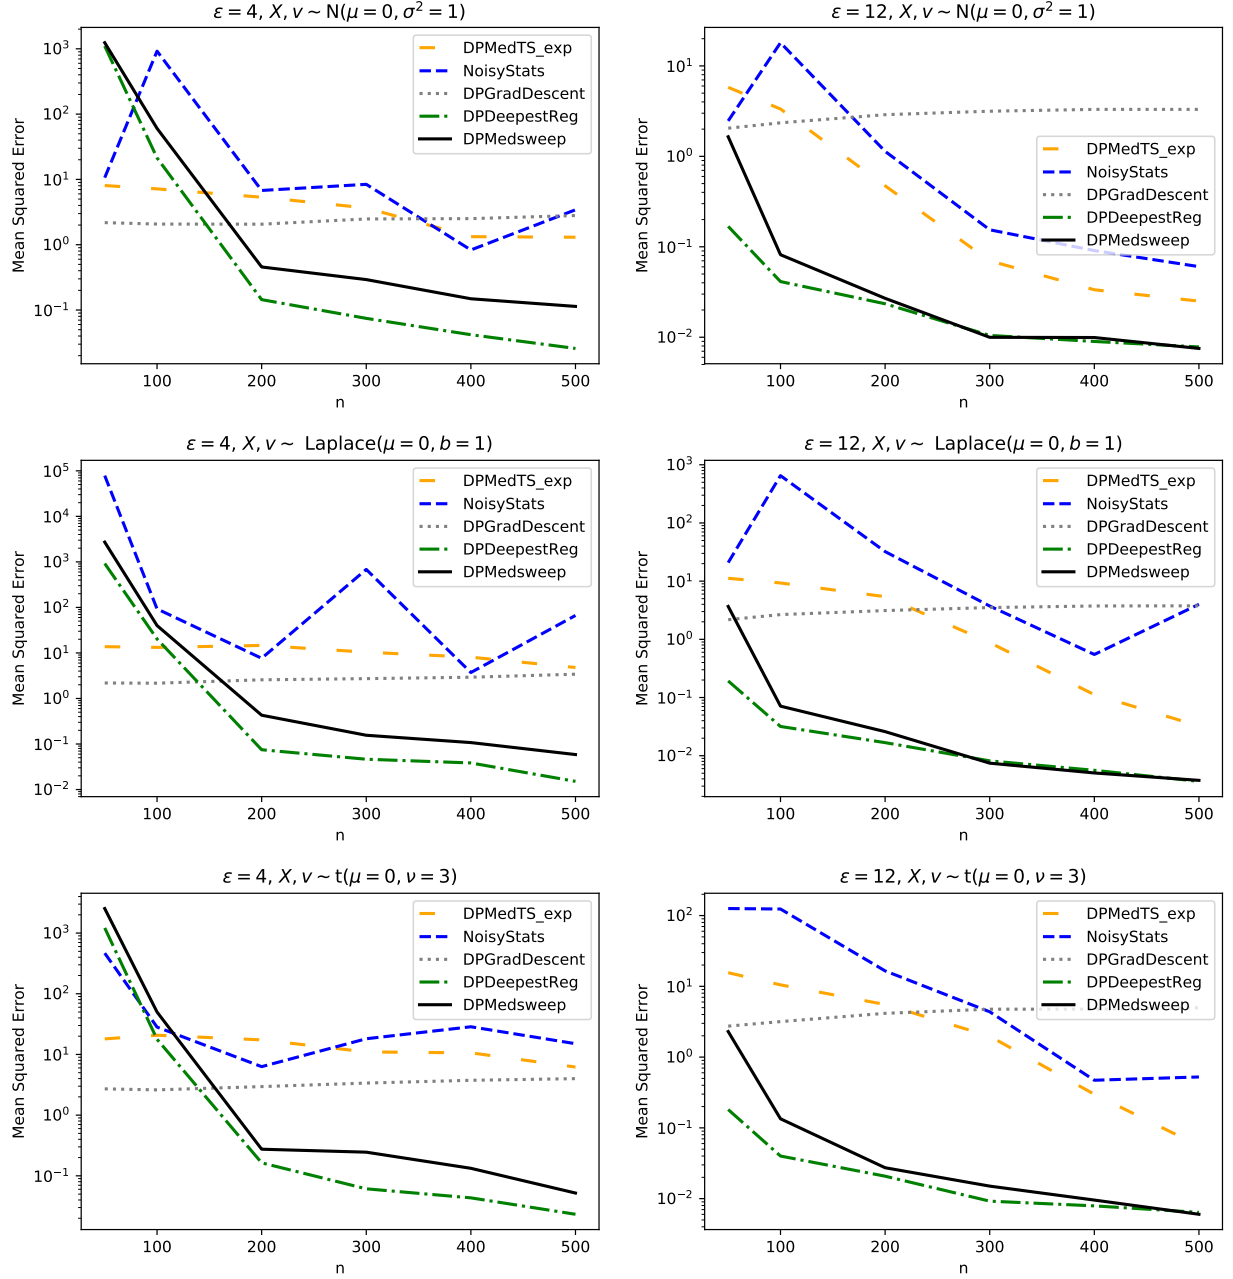 ε = 4, X, v ∼ N(μ = 0, σ² = 1)
Mean Squared Error
10³
10²
10¹
10⁰
10⁻¹
DPMedTS_exp
NoisyStats
DPGradDescent
DPDeepestReg
DPMedsweep
100 200 300 400 500
n
ε = 12, X, v ∼ N(μ = 0, σ² = 1)
Mean Squared Error
10¹
10⁰
10⁻¹
10⁻²
DPMedTS_exp
NoisyStats
DPGradDescent
DPDeepestReg
DPMedsweep
100 200 300 400 500
n
ε = 4, X, v ∼ Laplace(μ = 0, b = 1)
Mean Squared Error
10⁵
10⁴
10³
10²
10¹
10⁰
10⁻¹
10⁻²
DPMedTS_exp
NoisyStats
DPGradDescent
DPDeepestReg
DPMedsweep
100 200 300 400 500
n
ε = 12, X, v ∼ Laplace(μ = 0, b = 1)
Mean Squared Error
10³
10²
10¹
10⁰
10⁻¹
10⁻²
DPMedTS_exp
NoisyStats
DPGradDescent
DPDeepestReg
DPMedsweep
100 200 300 400 500
n
ε = 4, X, v ∼ t(μ = 0, ν = 3)
Mean Squared Error
10³
10²
10¹
10⁰
10⁻¹
DPMedTS_exp
NoisyStats
DPGradDescent
DPDeepestReg
DPMedsweep
100 200 300 400 500
n
ε = 12, X, v ∼ t(μ = 0, ν = 3)
Mean Squared Error
10²
10¹
10⁰
10⁻¹
10⁻²
DPMedTS_exp
NoisyStats
DPGradDescent
DPDeepestReg
DPMedsweep
100 200 300 400 500
n